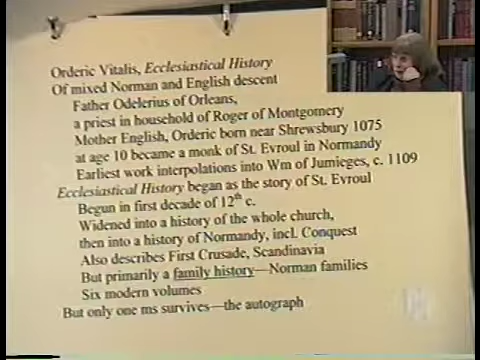 Orderic Vitalis, Ecclesiastical History
Of mixed Norman and English descent
Father Odelerius of Orleans,
a priest in household of Roger of Montgomery
Mother English, Orderic born near Shrewsbury 1075
at age 10 became a monk of St. Evroul in Normandy
Earliest work interpolations into Wm of Jumieges, c. 1109
Ecclesiastical History began as the story of St. Evroul
Begun in first decade of 12th c.
Widened into a history of the whole church,
then into a history of Normandy, incl. Conquest
Also describes First Crusade, Scandinavia
But primarily a family history—Norman families
Six modern volumes
But only one ms survives—the autograph